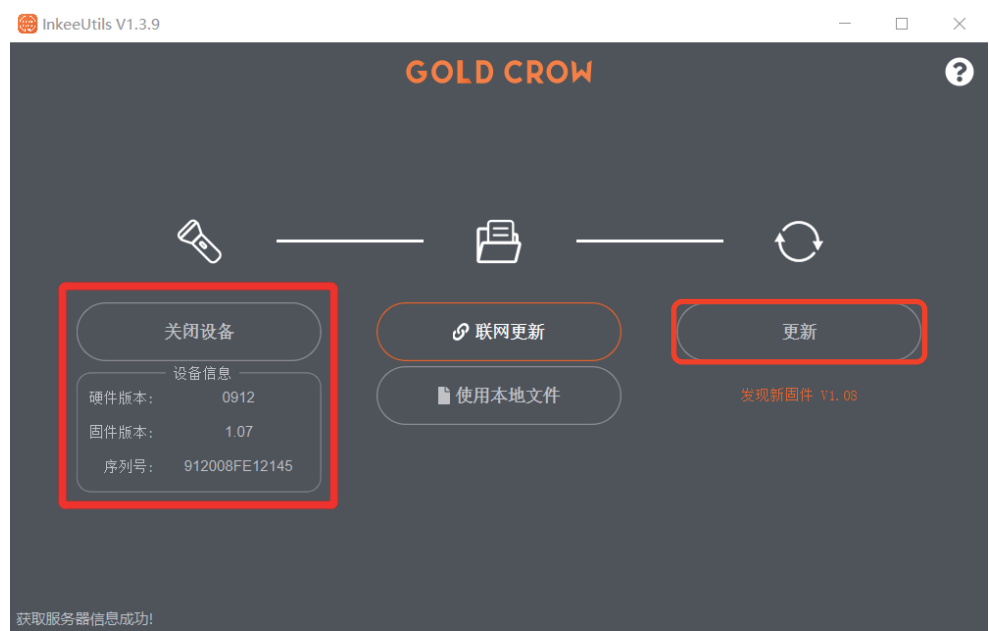 InkeeUtils V1.3.9
GOLD CROW
?
关闭设备
设备信息
硬件版本: 0912
固件版本: 1.07
序列号: 912008FE12145
联网更新
使用本地文件
更新
发现新固件 V1.08
获取服务器信息成功!